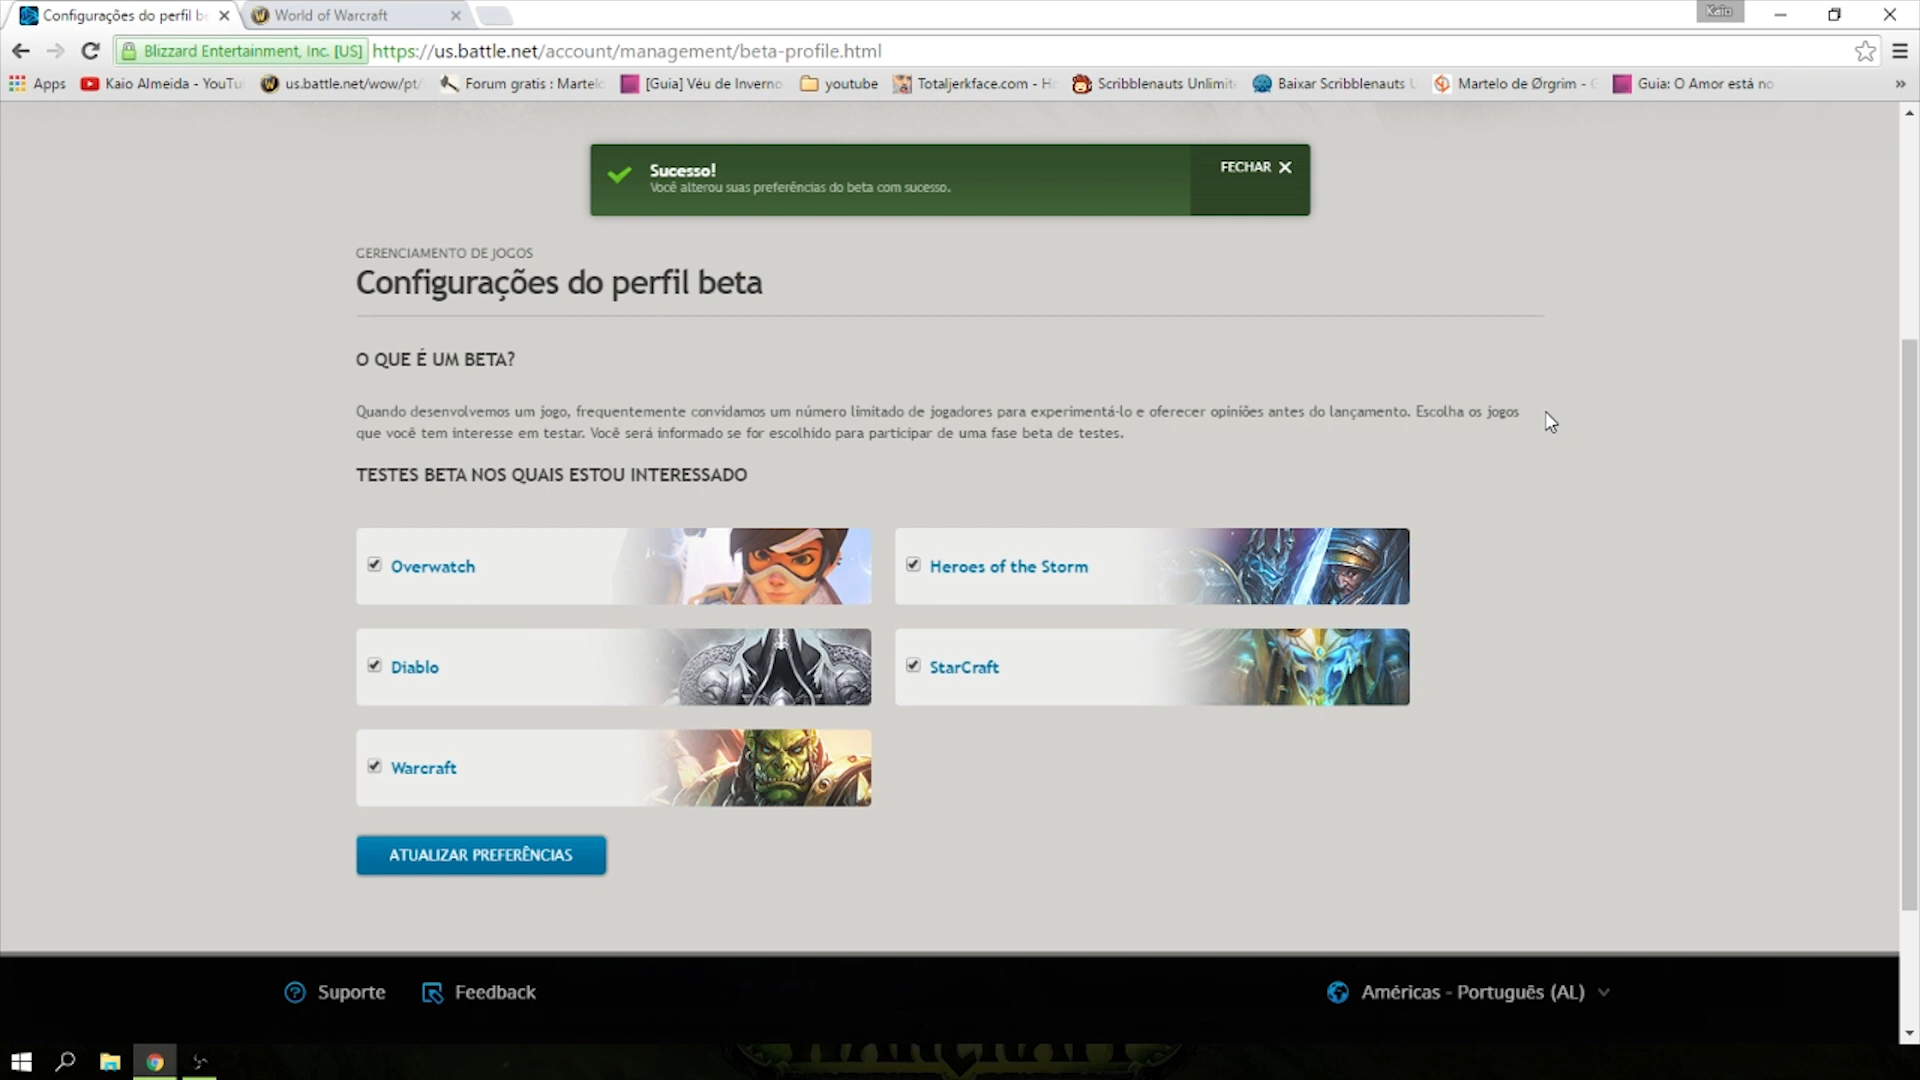 Configurações do perfil be
World of Warcraft
Kaio
Blizzard Entertainment, Inc. [US] https://us.battle.net/account/management/beta-profile.html
Apps
Kaio Almeida - YouTu
us.battle.net/wow/pt/
Forum gratis : Martelo
[Guia] Véu de Inverno
youtube
Totaljerkface.com - Ho
Scribblenauts Unlimite
Baixar Scribblenauts U
Martelo de Ørgrim - G
Guia: O Amor está no
»
Sucesso!
Você alterou suas preferências do beta com sucesso.
FECHAR
GERENCIAMENTO DE JOGOS
Configurações do perfil beta
O QUE É UM BETA?
Quando desenvolvemos um jogo, frequentemente convidamos um número limitado de jogadores para experimentá-lo e oferecer opiniões antes do lançamento. Escolha os jogos
que você tem interesse em testar. Você será informado se for escolhido para participar de uma fase beta de testes.
TESTES BETA NOS QUAIS ESTOU INTERESSADO
Overwatch
Heroes of the Storm
Diablo
StarCraft
Warcraft
ATUALIZAR PREFERÊNCIAS
Suporte
Feedback
Américas - Português (AL)
WARCRAFT